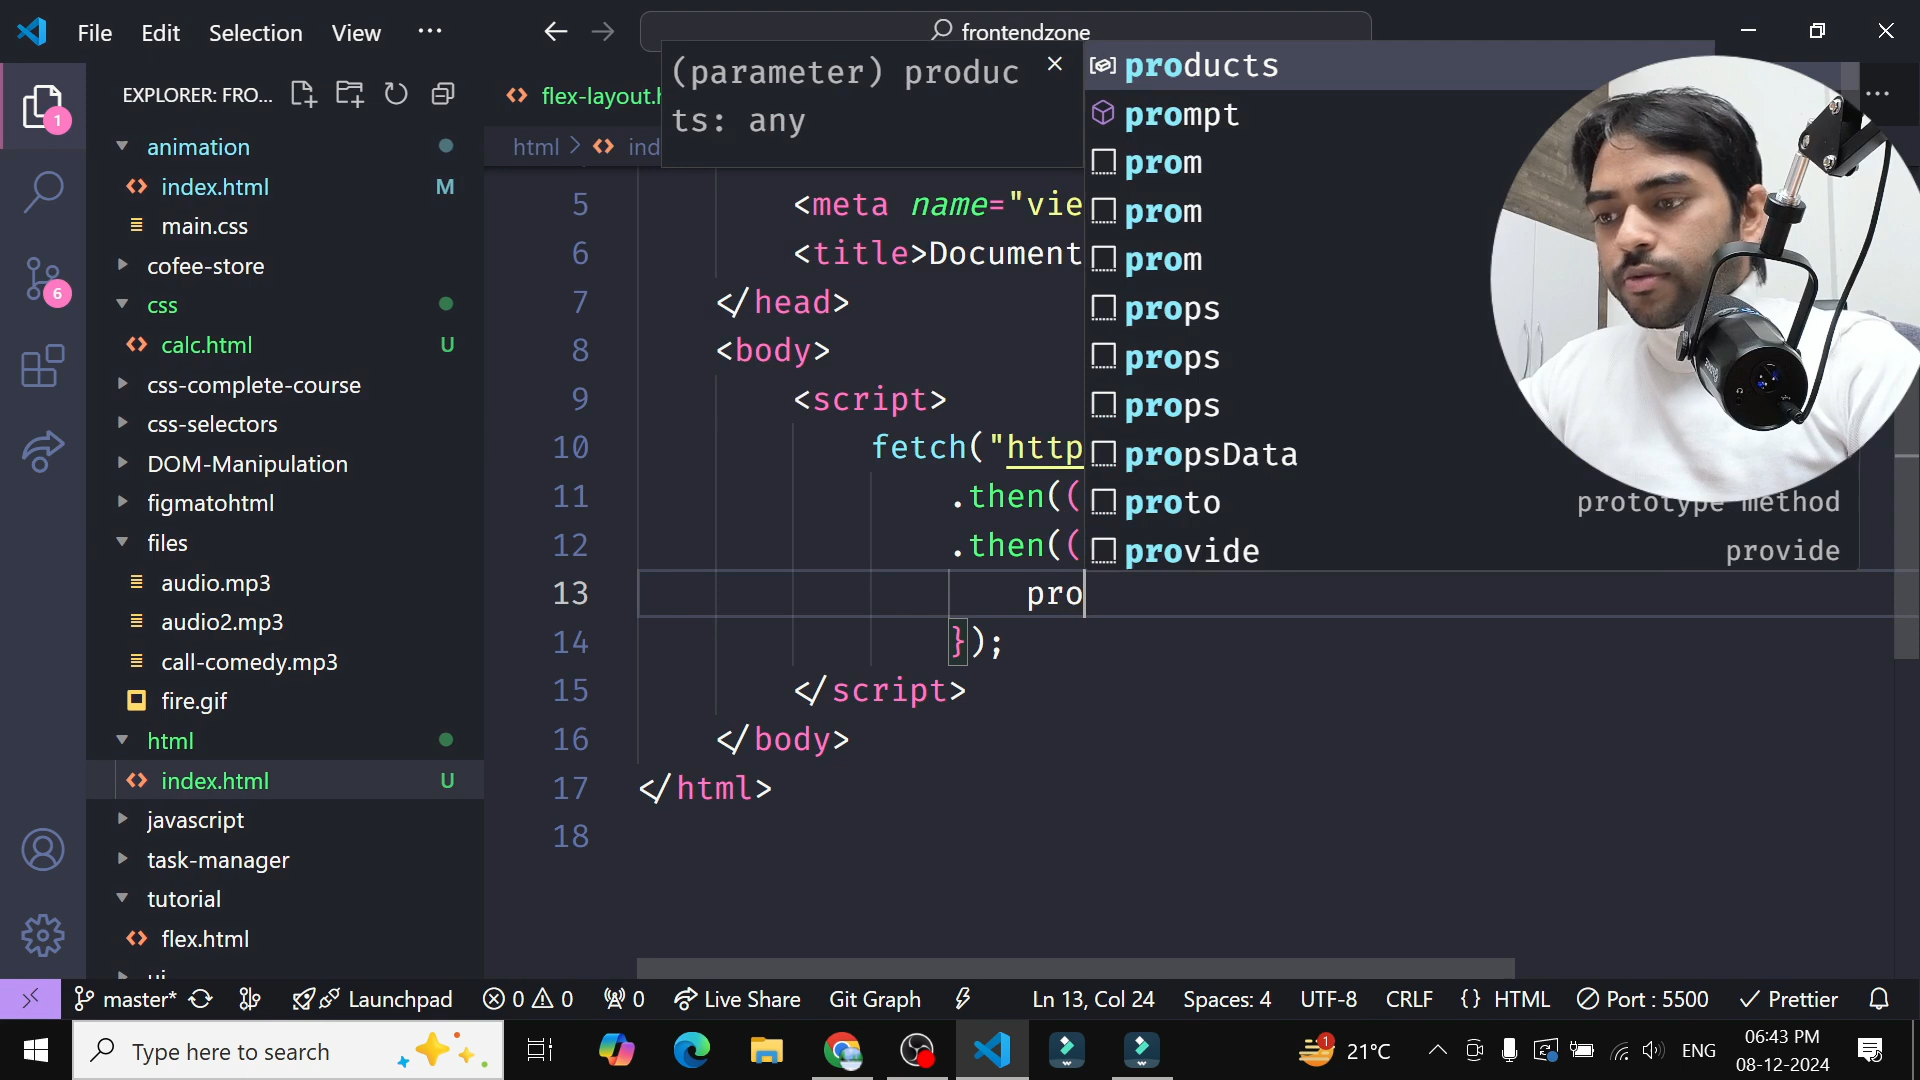 File Edit Selection View ···
frontendzone
EXPLORER: FRO...
animation
index.html M
main.css
cofee-store
css
calc.html U
css-complete-course
css-selectors
DOM-Manipulation
figmatohtml
files
audio.mp3
audio2.mp3
call-comedy.mp3
fire.gif
html
index.html U
javascript
task-manager
tutorial
flex.html
ui
1
6
flex-layout.h
html > ind
(parameter) produc
ts: any
products
prompt
prom
prom
prom
props
props
props
propsData
proto prototype method
provide provide
5 <meta name="vie
6 <title>Document
7 </head>
8 <body>
9 <script>
10 fetch("http
11 .then((
12 .then((
13 pro
14 });
15 </script>
16 </body>
17 </html>
18
master* Launchpad 0 0 0 Live Share Git Graph Ln 13, Col 24 Spaces: 4 UTF-8 CRLF {} HTML Port : 5500 Prettier
Type here to search
1 21°C ENG
06:43 PM
08-12-2024